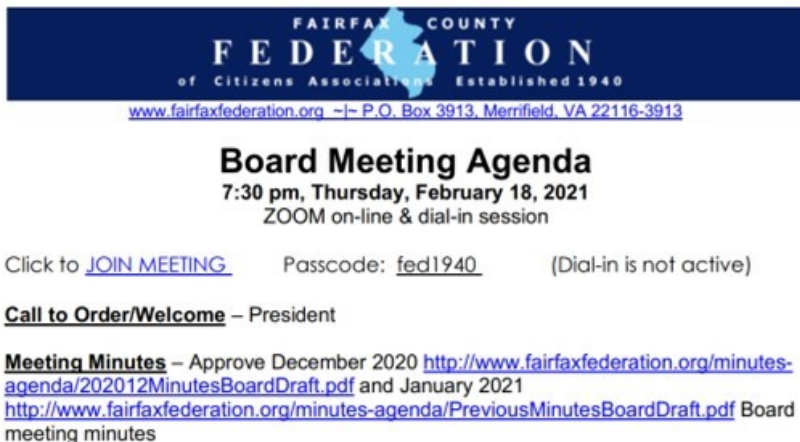 FAIRFAX COUNTY
FEDERATION
of Citizens Associations Established 1940
www.fairfaxfederation.org ~|~ P.O. Box 3913, Merrifield, VA 22116-3913
Board Meeting Agenda
7:30 pm, Thursday, February 18, 2021
ZOOM on-line & dial-in session
Click to JOIN MEETING Passcode: fed1940 (Dial-in is not active)
Call to Order/Welcome – President
Meeting Minutes – Approve December 2020 http://www.fairfaxfederation.org/minutes-
agenda/202012MinutesBoardDraft.pdf and January 2021
http://www.fairfaxfederation.org/minutes-agenda/PreviousMinutesBoardDraft.pdf Board
meeting minutes